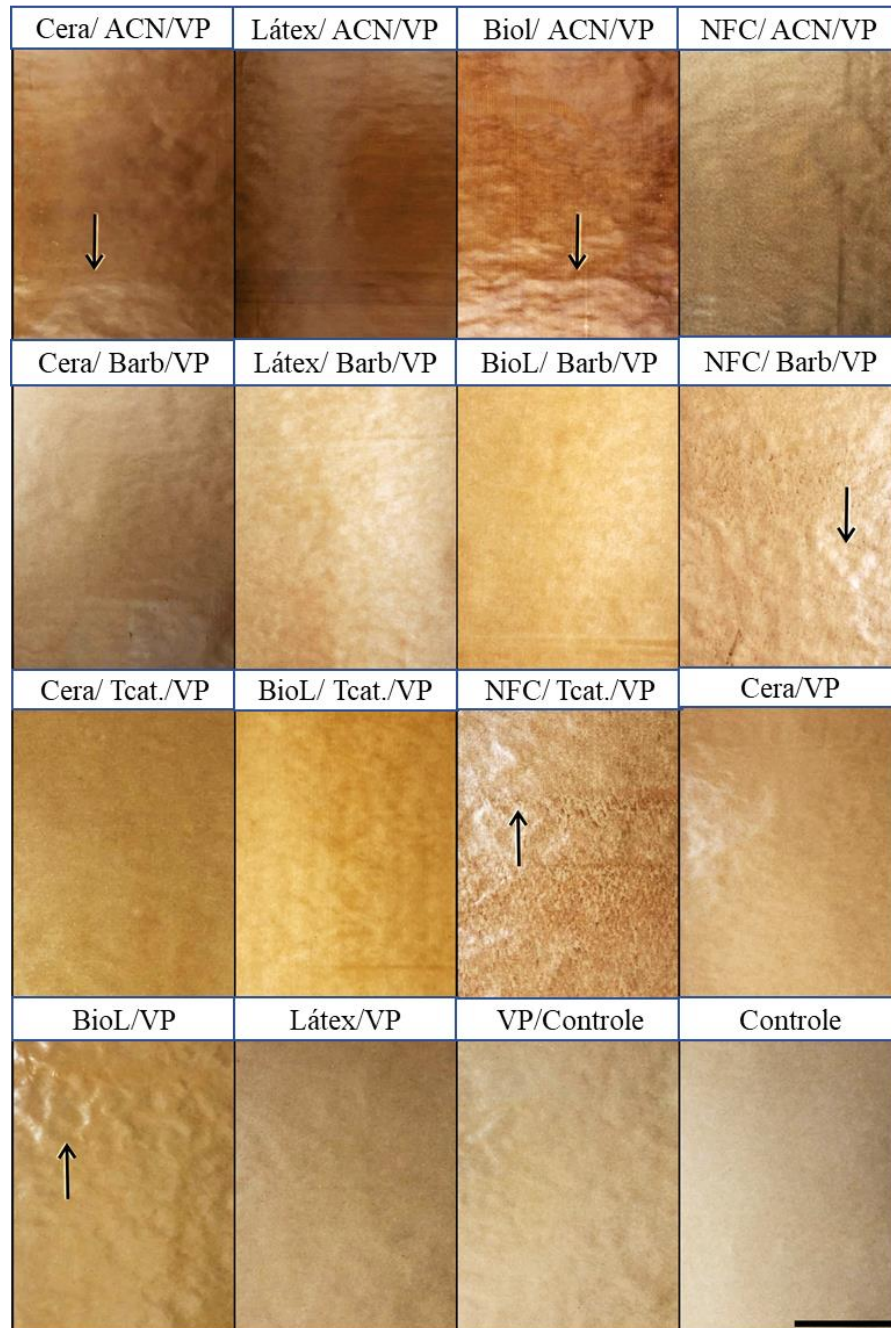 Cera/ ACN/VP
Látex/ ACN/VP
Biol/ ACN/VP
NFC/ ACN/VP
Cera/ Barb/VP
Látex/ Barb/VP
BioL/ Barb/VP
NFC/ Barb/VP
Cera/ Tcat./VP
BioL/ Tcat./VP
NFC/ Tcat./VP
Cera/VP
BioL/VP
Látex/VP
VP/Controle
Controle